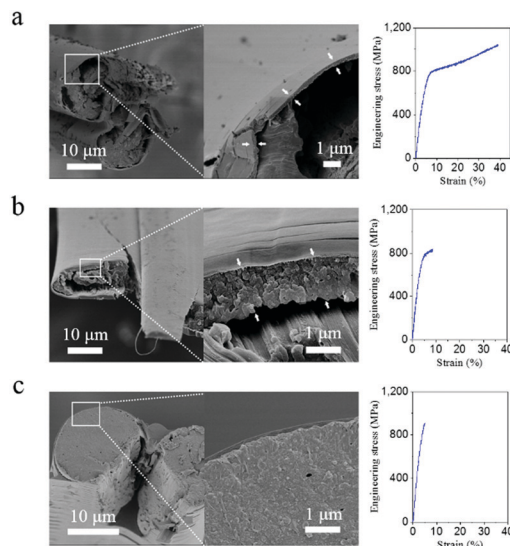 a
10 μm
1 μm
Engineering stress (MPa)
1,200
800
400
0
0 10 20 30 40
Strain (%)
b
10 μm
1 μm
Engineering stress (MPa)
1,200
800
400
0
0 10 20 30 40
Strain (%)
c
10 μm
1 μm
Engineering stress (MPa)
1,200
800
400
0
0 10 20 30 40
Strain (%)